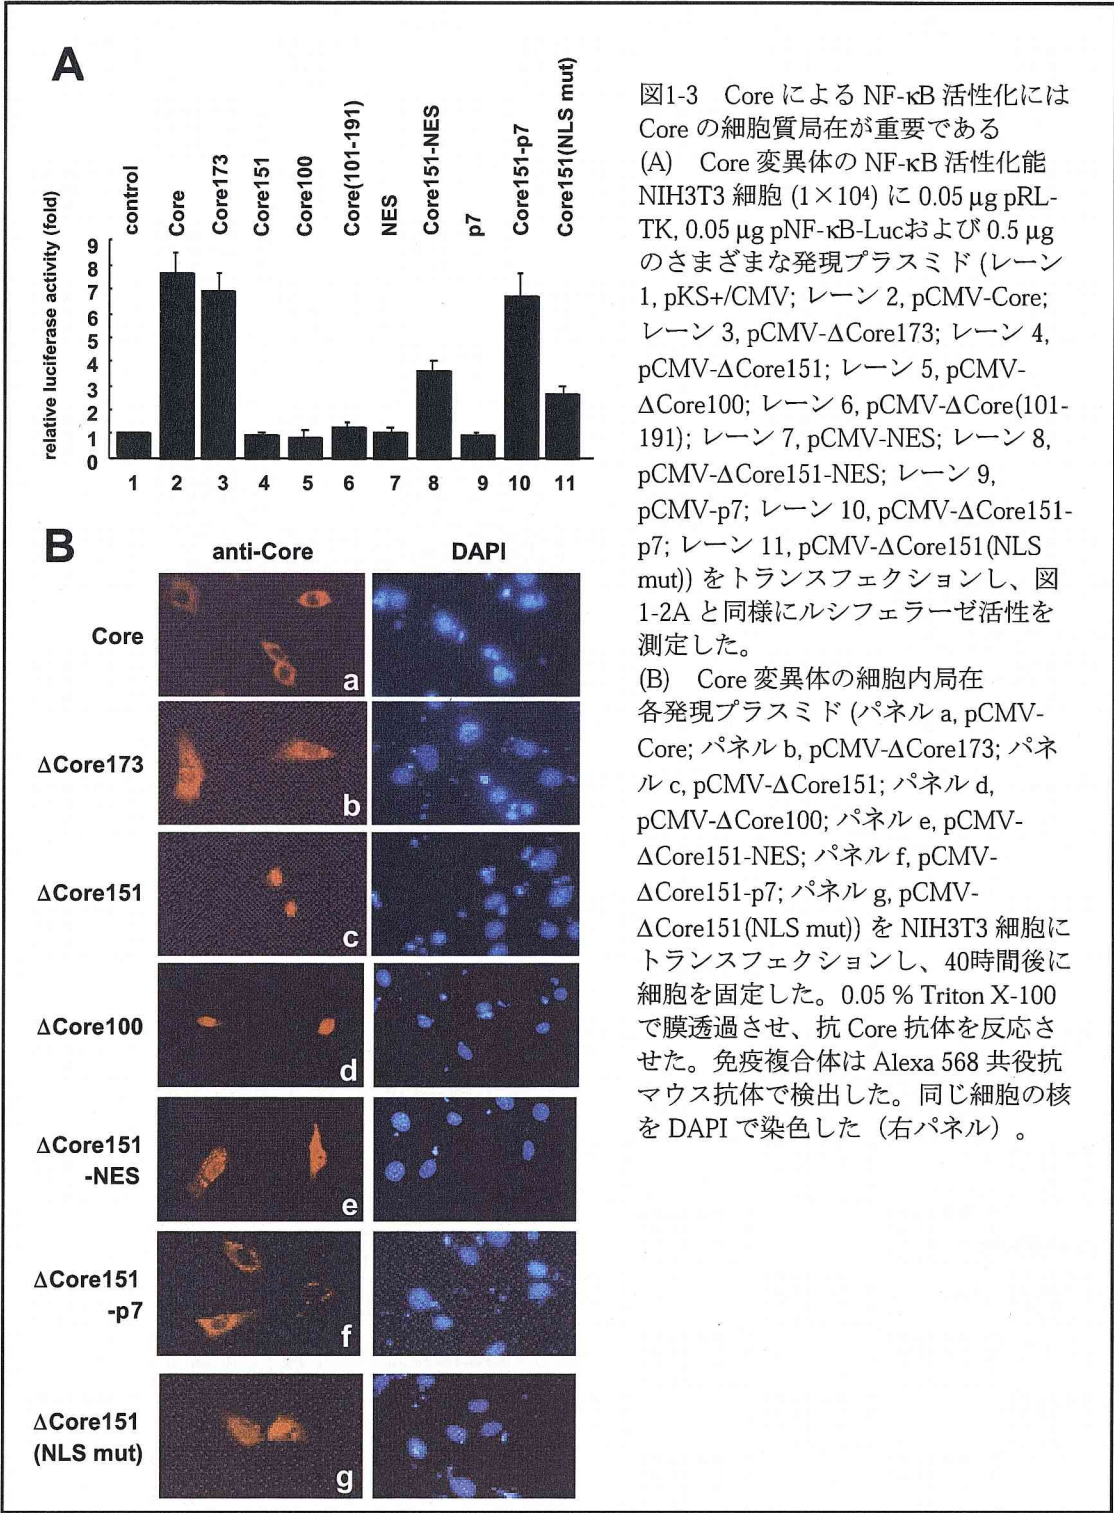 A
control
Core
Core173
Core151
Core100
Core(101-191)
NES
Core151-NES
p7
Core151-p7
Core151(NLS mut)
relative luciferase activity (fold)
9
8
7
6
5
4
3
2
1
0
1 2 3 4 5 6 7 8 9 10 11
B
anti-Core DAPI
Core
a
ΔCore173
b
ΔCore151
c
ΔCore100
d
ΔCore151
-NES
e
ΔCore151
-p7
f
ΔCore151
(NLS mut)
g
図1-3 Core による NF-κB 活性化には
Core の細胞質局在が重要である
(A) Core 変異体の NF-κB 活性化能
NIH3T3 細胞 (1×10⁴) に 0.05 μg pRL-
TK, 0.05 μg pNF-κB-Lucおよび 0.5 μg
のさまざまな発現プラスミド (レーン
1, pKS+/CMV; レーン 2, pCMV-Core;
レーン 3, pCMV-ΔCore173; レーン 4,
pCMV-ΔCore151; レーン 5, pCMV-
ΔCore100; レーン 6, pCMV-ΔCore(101-
191); レーン 7, pCMV-NES; レーン 8,
pCMV-ΔCore151-NES; レーン 9,
pCMV-p7; レーン 10, pCMV-ΔCore151-
p7; レーン 11, pCMV-ΔCore151(NLS
mut)) をトランスフェクションし、図
1-2A と同様にルシフェラーゼ活性を
測定した。
(B) Core 変異体の細胞内局在
各発現プラスミド (パネル a, pCMV-
Core; パネル b, pCMV-ΔCore173; パネ
ル c, pCMV-ΔCore151; パネル d,
pCMV-ΔCore100; パネル e, pCMV-
ΔCore151-NES; パネル f, pCMV-
ΔCore151-p7; パネル g, pCMV-
ΔCore151(NLS mut)) を NIH3T3 細胞に
トランスフェクションし、40時間後に
細胞を固定した。0.05 % Triton X-100
で膜透過させ、抗 Core 抗体を反応さ
せた。免疫複合体は Alexa 568 共役抗
マウス抗体で検出した。同じ細胞の核
を DAPI で染色した（右パネル）。